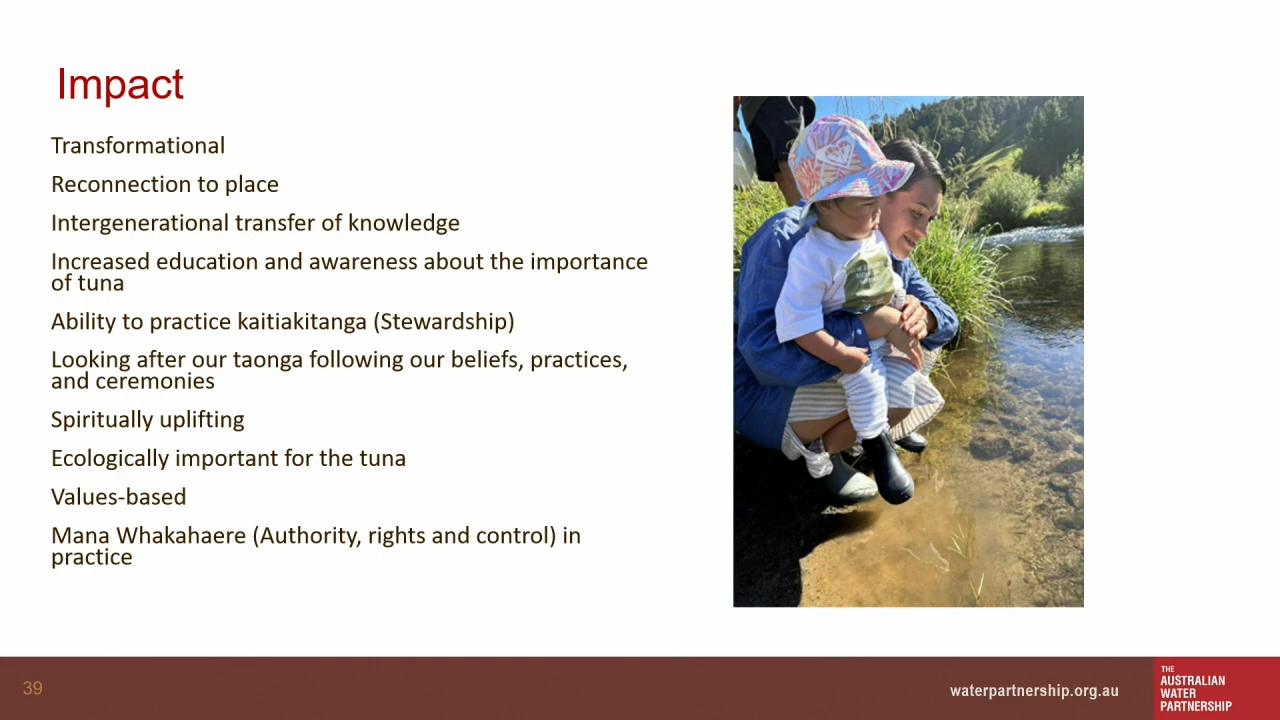 Impact
Transformational
Reconnection to place
Intergenerational transfer of knowledge
Increased education and awareness about the importance
of tuna
Ability to practice kaitiakitanga (Stewardship)
Looking after our taonga following our beliefs, practices,
and ceremonies
Spiritually uplifting
Ecologically important for the tuna
Values-based
Mana Whakahaere (Authority, rights and control) in
practice
39
waterpartnership.org.au
THE
AUSTRALIAN
WATER
PARTNERSHIP